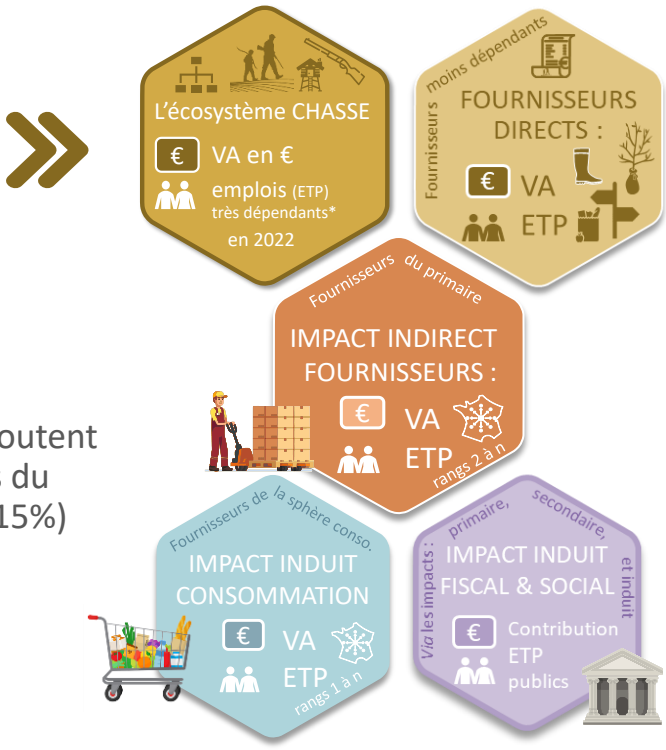 L'écosystème CHASSE
€ VA en €
emplois (ETP)
très dépendants*
en 2022
Fournisseurs moins dépendants
FOURNISSEURS
DIRECTS :
€ VA
ETP
Fournisseurs du primaire
IMPACT INDIRECT
FOURNISSEURS :
€ VA
ETP
rangs 2 à n
outent
s du
15%)
Fournisseurs de la sphère conso.
IMPACT INDUIT
CONSOMMATION
€ VA
ETP
rangs 1 à n
Via les impacts : primaire, secondaire, et induit
IMPACT INDUIT
FISCAL & SOCIAL
€ Contribution
ETP
publics